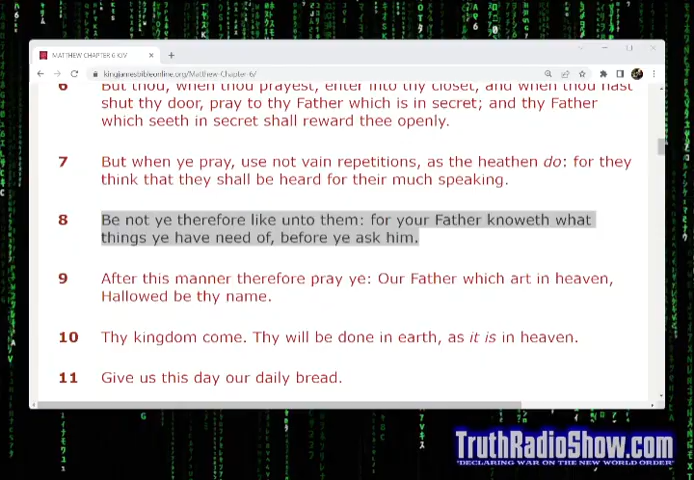 MATTHEW CHAPTER 6 KJV
kingjamesbibleonline.org/Matthew-Chapter-6/
6 But thou, when thou prayest, enter into thy closet, and when thou hast
shut thy door, pray to thy Father which is in secret; and thy Father
which seeth in secret shall reward thee openly.
7 But when ye pray, use not vain repetitions, as the heathen do: for they
think that they shall be heard for their much speaking.
8 Be not ye therefore like unto them: for your Father knoweth what
things ye have need of, before ye ask him.
9 After this manner therefore pray ye: Our Father which art in heaven,
Hallowed be thy name.
10 Thy kingdom come. Thy will be done in earth, as it is in heaven.
11 Give us this day our daily bread.
TruthRadioShow.com
"DECLARING WAR ON THE NEW WORLD ORDER"